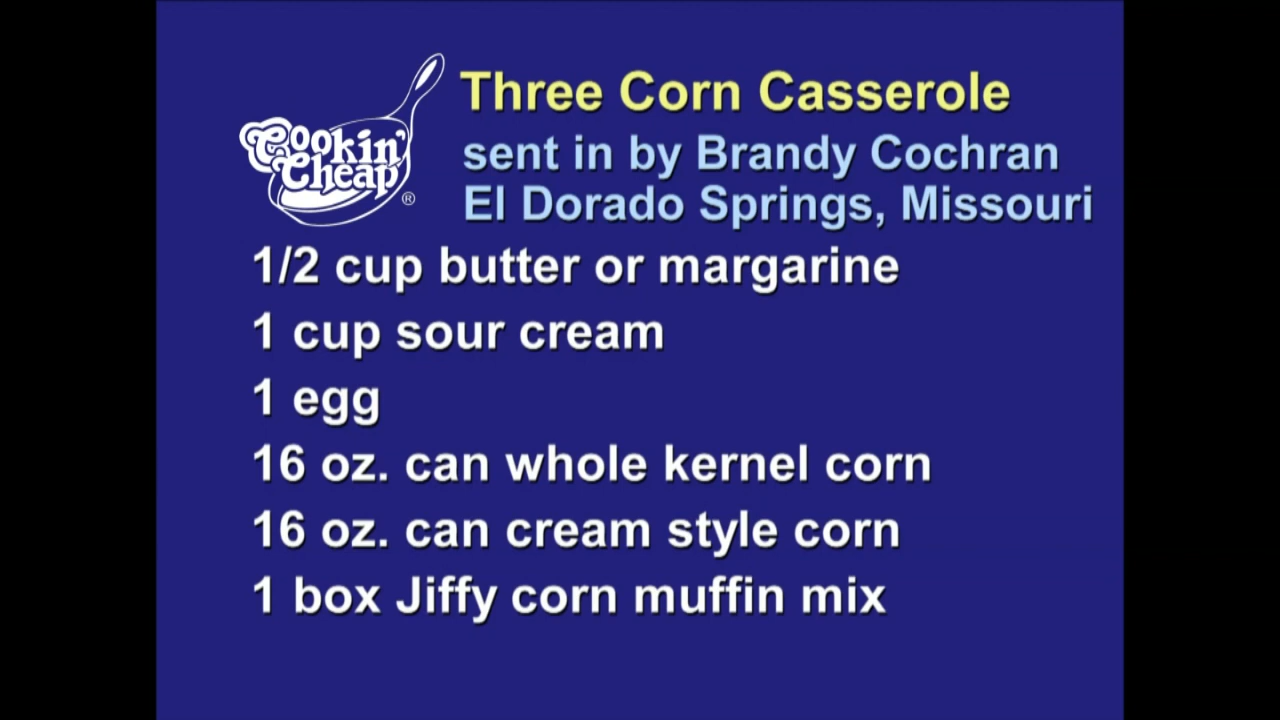 Cookin'
Cheap
®
Three Corn Casserole
sent in by Brandy Cochran
El Dorado Springs, Missouri
1/2 cup butter or margarine
1 cup sour cream
1 egg
16 oz. can whole kernel corn
16 oz. can cream style corn
1 box Jiffy corn muffin mix